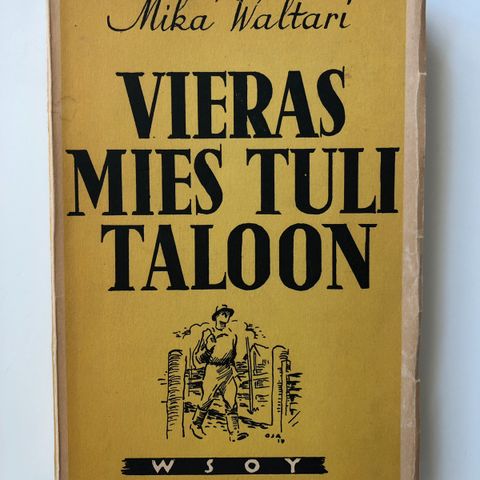 Mika Waltari
VIERAS
MIES TULI
TALOON
WSOY